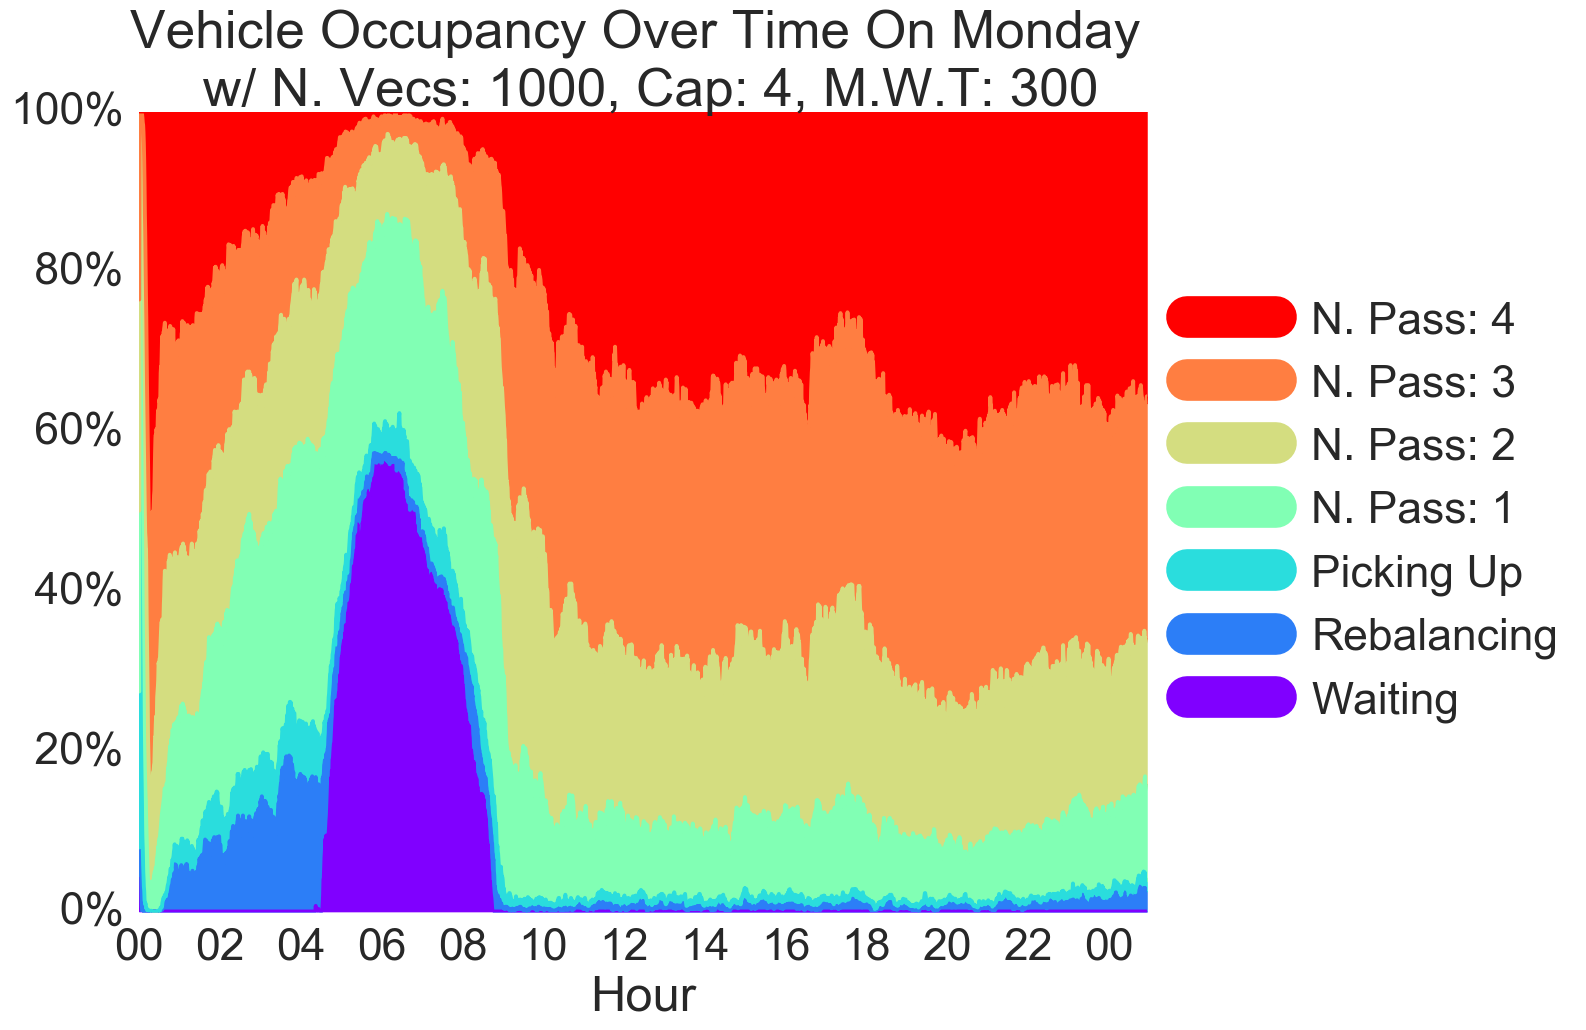 Vehicle Occupancy Over Time On Monday
w/ N. Vecs: 1000, Cap: 4, M.W.T: 300
100%
80%
60%
40%
20%
0%
00 02 04 06 08 10 12 14 16 18 20 22 00
Hour
N. Pass: 4
N. Pass: 3
N. Pass: 2
N. Pass: 1
Picking Up
Rebalancing
Waiting